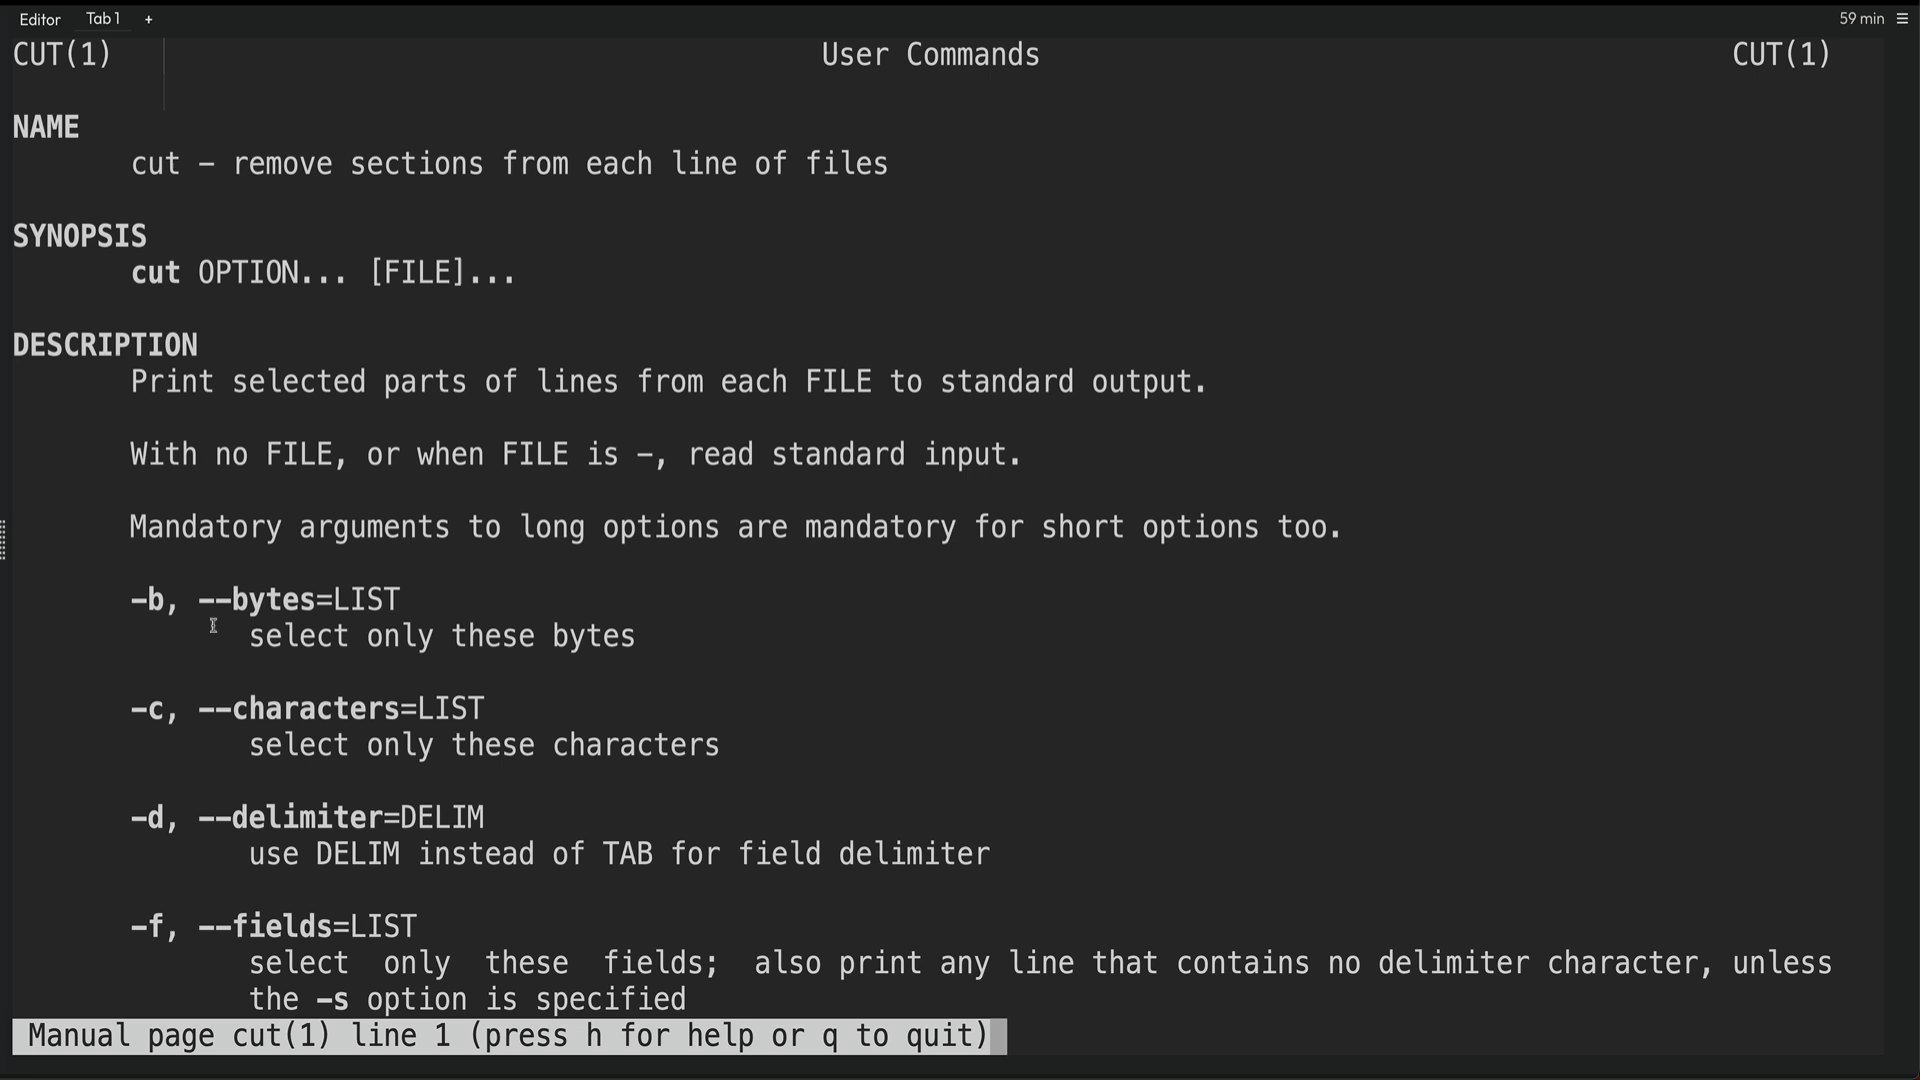 Editor Tab 1 + 59 min ☰
CUT(1) User Commands CUT(1)
NAME
cut - remove sections from each line of files
SYNOPSIS
cut OPTION... [FILE]...
DESCRIPTION
Print selected parts of lines from each FILE to standard output.
With no FILE, or when FILE is -, read standard input.
Mandatory arguments to long options are mandatory for short options too.
-b, --bytes=LIST
select only these bytes
-c, --characters=LIST
select only these characters
-d, --delimiter=DELIM
use DELIM instead of TAB for field delimiter
-f, --fields=LIST
select only these fields; also print any line that contains no delimiter character, unless
the -s option is specified
Manual page cut(1) line 1 (press h for help or q to quit)